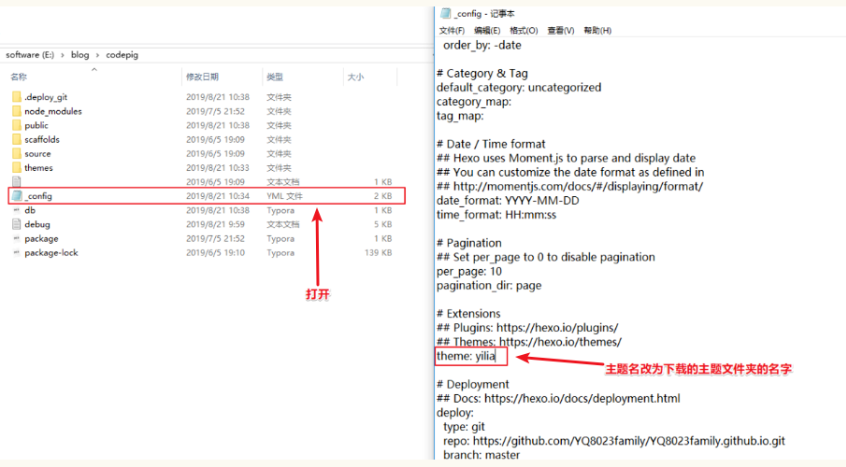 software (E:) > blog > codepig
名称 修改日期 类型 大小
.deploy_git 2019/8/21 10:38 文件夹
node_modules 2019/7/5 21:52 文件夹
public 2019/8/21 10:38 文件夹
scaffolds 2019/6/5 19:09 文件夹
source 2019/6/5 19:09 文件夹
themes 2019/8/21 10:33 文件夹
2019/6/5 19:09 文本文档 1 KB
_config 2019/8/21 10:34 YML 文件 2 KB
db 2019/8/21 10:38 Typora 1 KB
debug 2019/8/21 9:59 文本文档 5 KB
package 2019/7/5 21:52 Typora 1 KB
package-lock 2019/6/5 19:10 Typora 139 KB
打开
_config - 记事本
文件(F) 编辑(E) 格式(O) 查看(V) 帮助(H)
order_by: -date
# Category & Tag
default_category: uncategorized
category_map:
tag_map:
# Date / Time format
## Hexo uses Moment.js to parse and display date
## You can customize the date format as defined in
## http://momentjs.com/docs/#/displaying/format/
date_format: YYYY-MM-DD
time_format: HH:mm:ss
# Pagination
## Set per_page to 0 to disable pagination
per_page: 10
pagination_dir: page
# Extensions
## Plugins: https://hexo.io/plugins/
## Themes: https://hexo.io/themes/
theme: yilia
主题名改为下载的主题文件夹的名字
# Deployment
## Docs: https://hexo.io/docs/deployment.html
deploy:
type: git
repo: https://github.com/YQ8023family/YQ8023family.github.io.git
branch: master